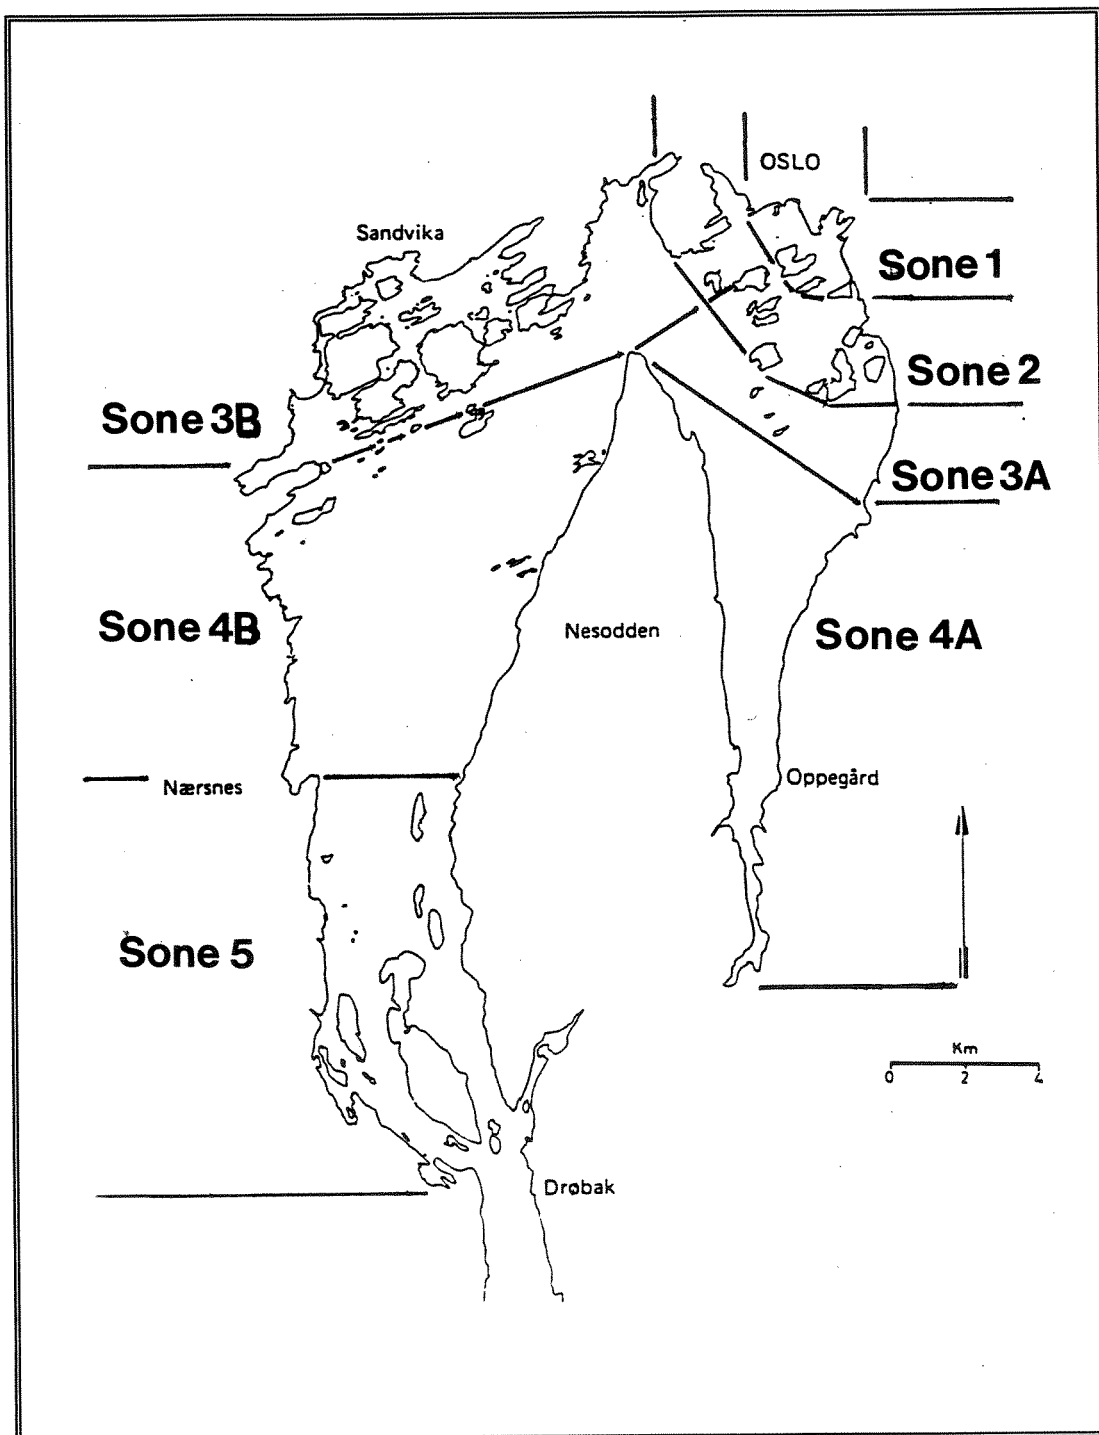 OSLO
Sandvika
Sone 1
Sone 2
Sone 3B
Sone 3A
Sone 4B
Nesodden
Sone 4A
Nærsnes
Oppegård
Sone 5
Km
0 2 4
Drøbak